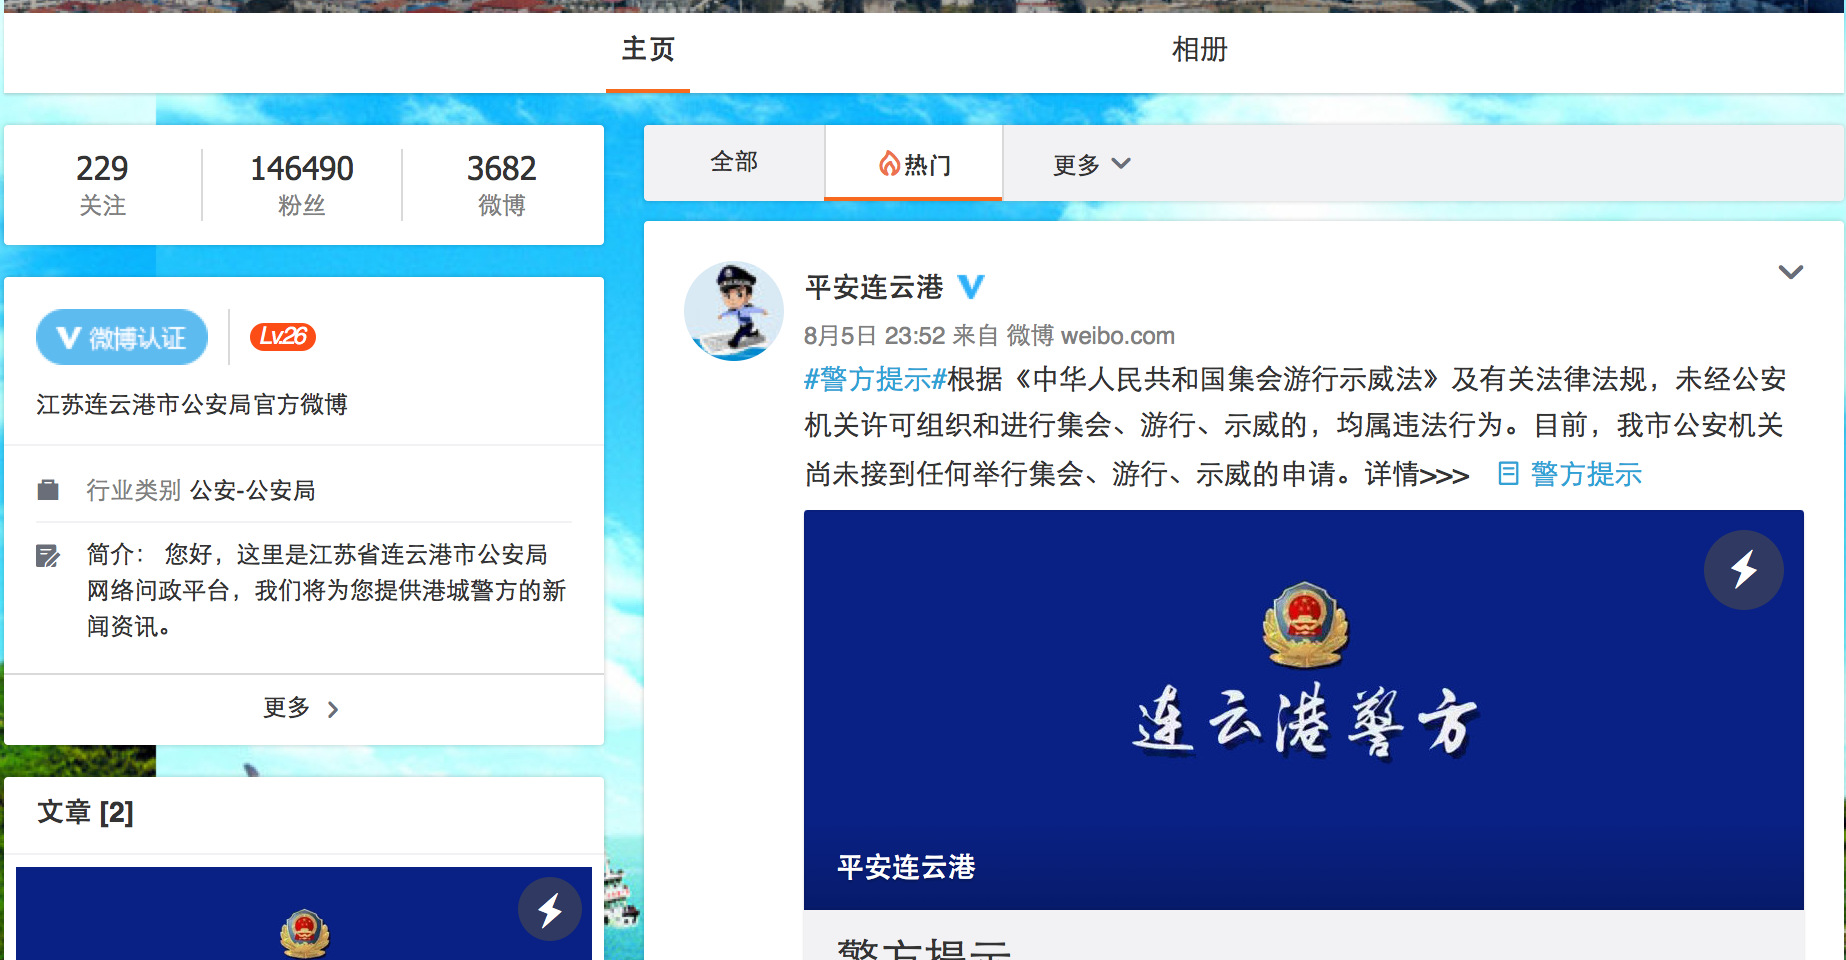 主页
相册
229
关注
146490
粉丝
3682
微博
V 微博认证
Lv26
江苏连云港市公安局官方微博
行业类别 公安-公安局
简介： 您好，这里是江苏省连云港市公安局
网络问政平台，我们将为您提供港城警方的新
闻资讯。
更多
文章 [2]
全部
热门
更多
平安连云港 V
8月5日 23:52 来自 微博 weibo.com
#警方提示#根据《中华人民共和国集会游行示威法》及有关法律法规，未经公安
机关许可组织和进行集会、游行、示威的，均属违法行为。目前，我市公安机关
尚未接到任何举行集会、游行、示威的申请。详情>>> 警方提示
连云港警方
平安连云港
警方提示